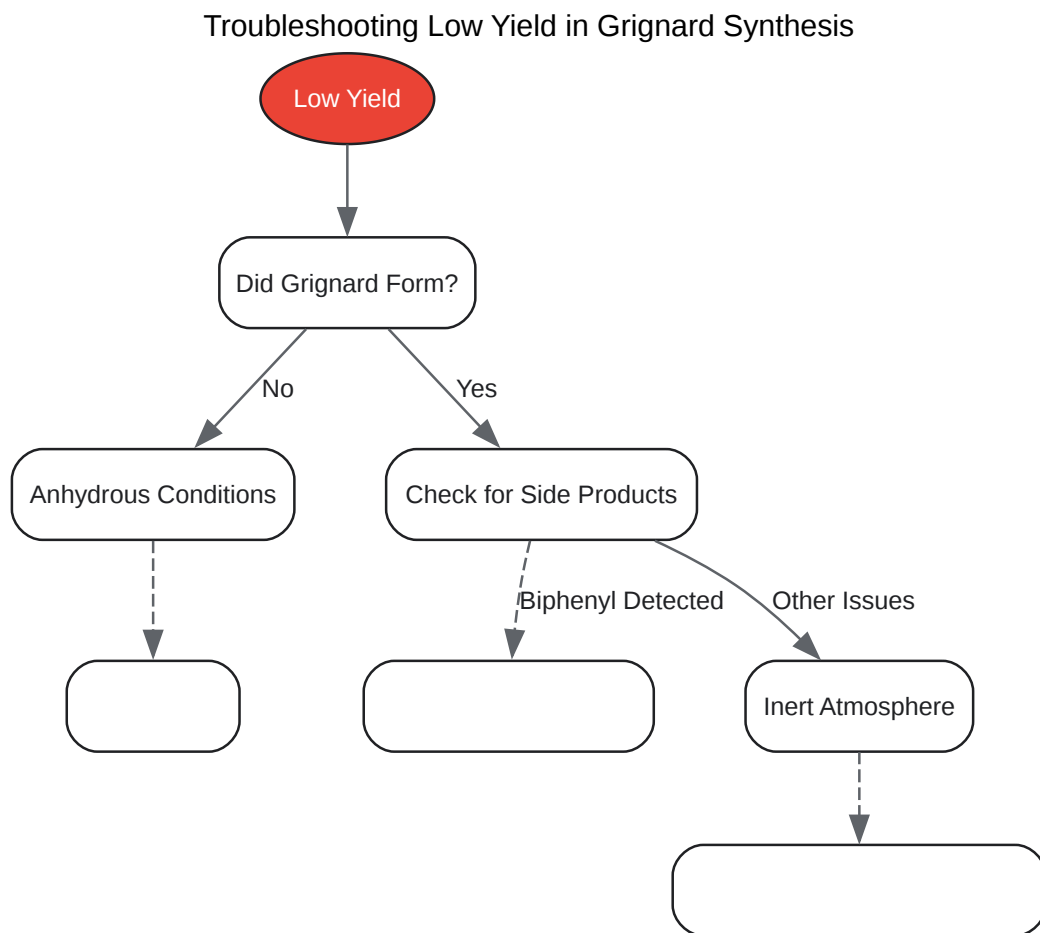 Troubleshooting Low Yield in Grignard Synthesis
Low Yield
Did Grignard Form?
No
Yes
Anhydrous Conditions
Check for Side Products
Biphenyl Detected
Other Issues
Inert Atmosphere